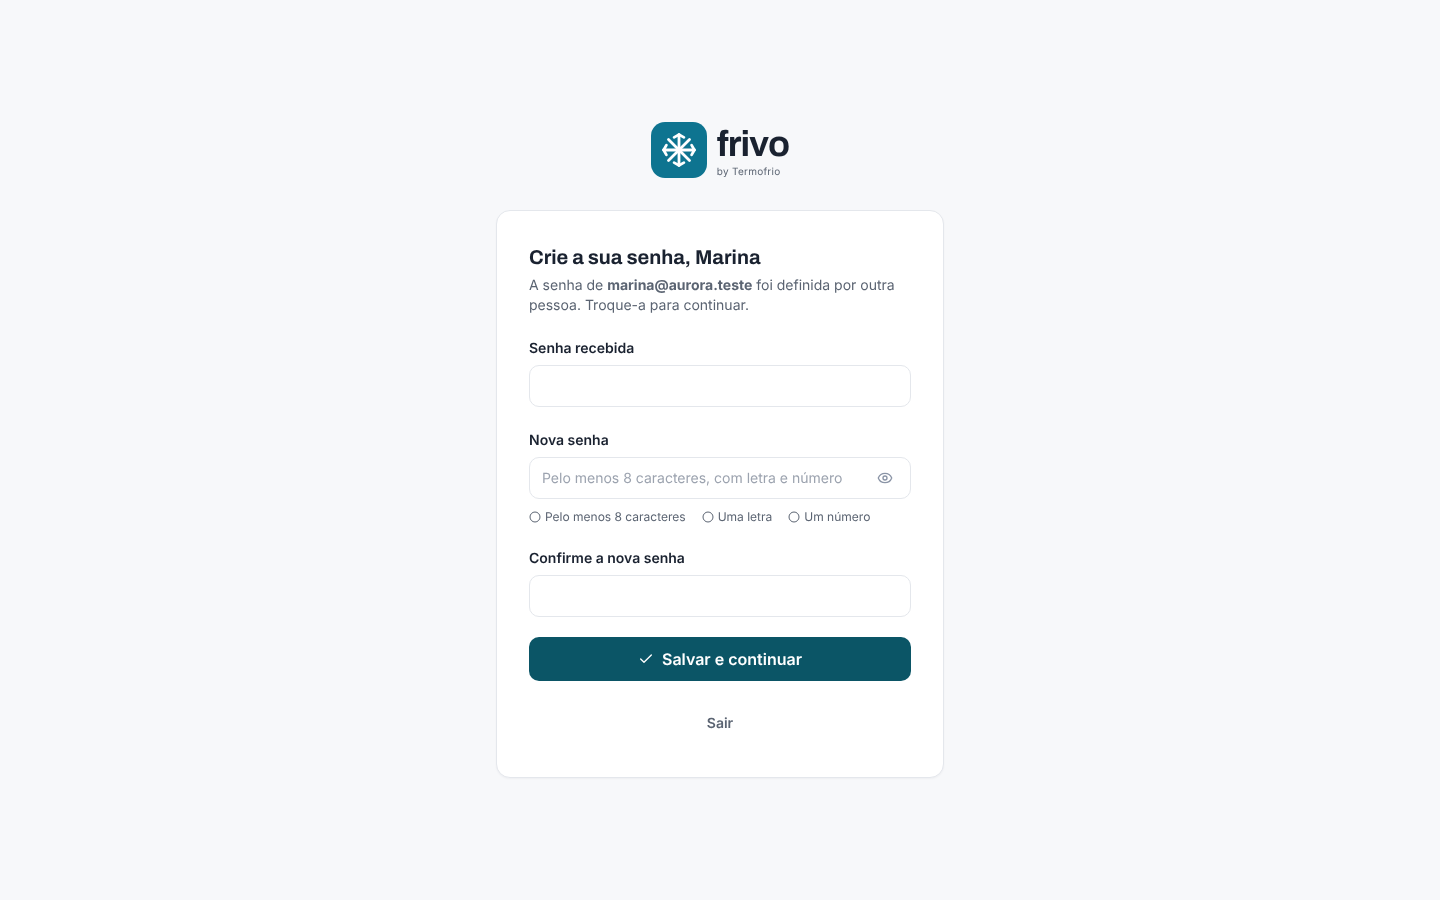 frivo
by Termofrio
Crie a sua senha, Marina
A senha de marina@aurora.teste foi definida por outra
pessoa. Troque-a para continuar.
Senha recebida
Nova senha
Pelo menos 8 caracteres, com letra e número
Pelo menos 8 caracteres Uma letra Um número
Confirme a nova senha
Salvar e continuar
Sair